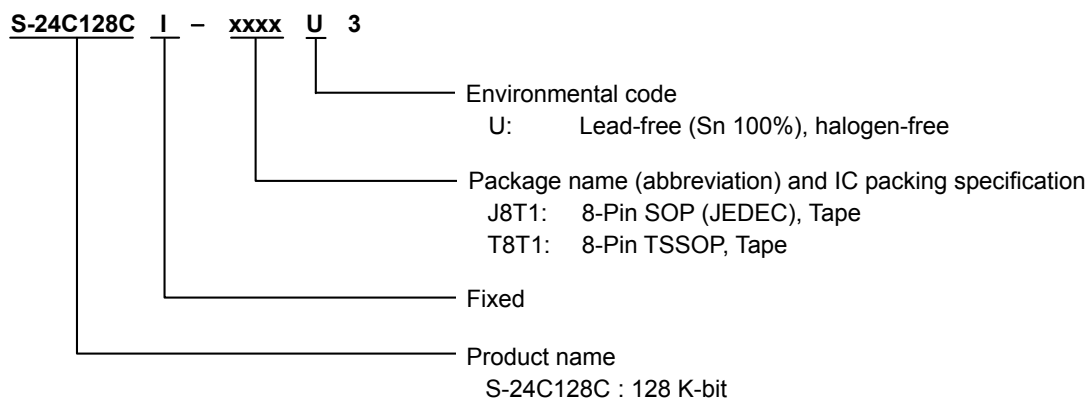 S-24C128C I – xxxx U 3
Environmental code
U: Lead-free (Sn 100%), halogen-free
Package name (abbreviation) and IC packing specification
J8T1: 8-Pin SOP (JEDEC), Tape
T8T1: 8-Pin TSSOP, Tape
Fixed
Product name
S-24C128C : 128 K-bit